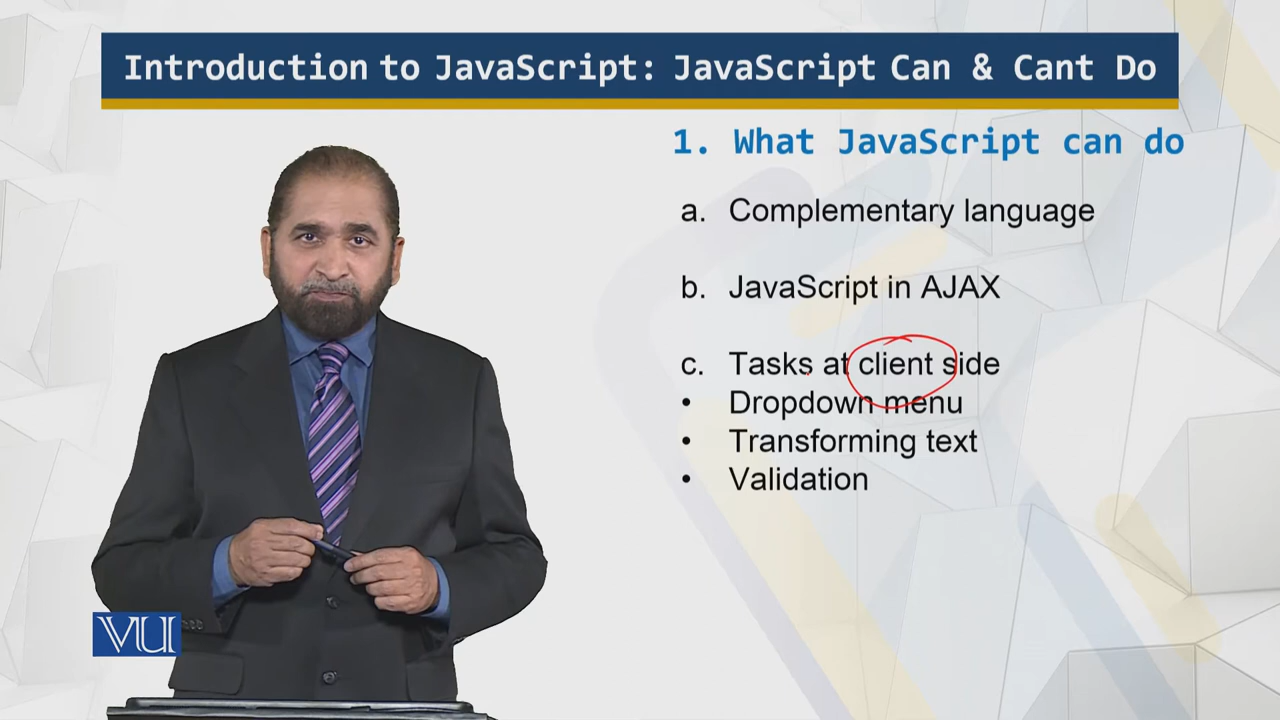 Introduction to JavaScript: JavaScript Can & Cant Do
1. What JavaScript can do
a. Complementary language
b. JavaScript in AJAX
c. Tasks at client side
• Dropdown menu
• Transforming text
• Validation
VU